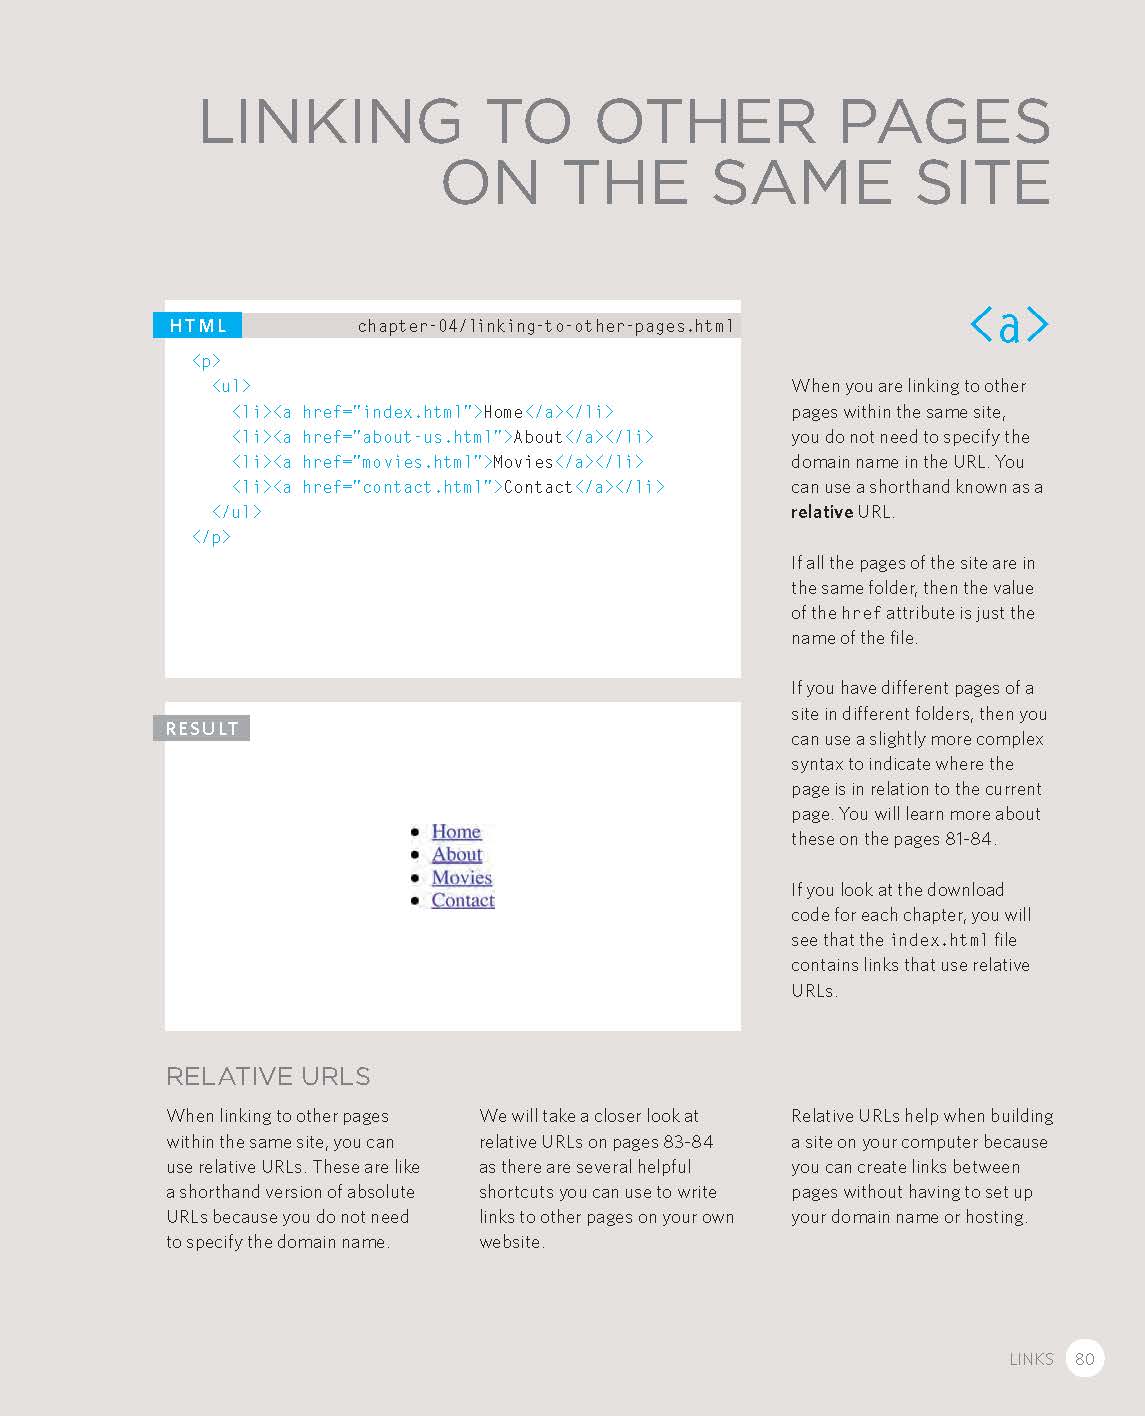 LINKING TO OTHER PAGES
ON THE SAME SITE
HTML
chapter-04/linking-to-other-pages.html
<p>
<ul>
<li><a href="index.html">Home</a></li>
<li><a href="about-us.html">About</a></li>
<li><a href="movies.html">Movies</a></li>
<li><a href="contact.html">Contact</a></li>
</ul>
</p>
RESULT
Home
About
Movies
Contact
<a>
When you are linking to other
pages within the same site,
you do not need to specify the
domain name in the URL. You
can use a shorthand known as a
relative URL.
If all the pages of the site are in
the same folder, then the value
of the href attribute is just the
name of the file.
If you have different pages of a
site in different folders, then you
can use a slightly more complex
syntax to indicate where the
page is in relation to the current
page. You will learn more about
these on the pages 81-84.
If you look at the download
code for each chapter, you will
see that the index.html file
contains links that use relative
URLs.
RELATIVE URLS
When linking to other pages
within the same site, you can
use relative URLs. These are like
a shorthand version of absolute
URLs because you do not need
to specify the domain name.
We will take a closer look at
relative URLs on pages 83-84
as there are several helpful
shortcuts you can use to write
links to other pages on your own
website.
Relative URLs help when building
a site on your computer because
you can create links between
pages without having to set up
your domain name or hosting.
LINKS 80